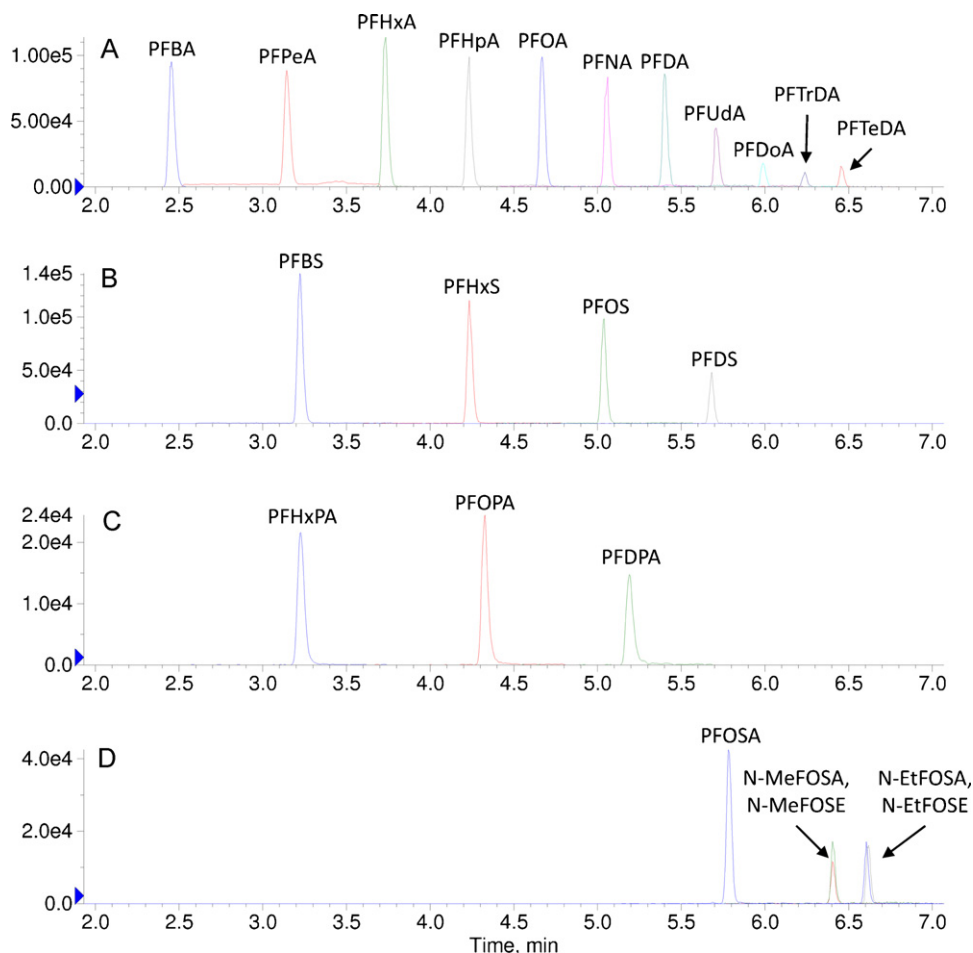 A
PFBA
PFPeA
PFHxA
PFHpA
PFOA
PFNA
PFDA
PFUdA
PFDoA
PFTrDA
PFTeDA
1.00e5
5.00e4
0.00
2.0 2.5 3.0 3.5 4.0 4.5 5.0 5.5 6.0 6.5 7.0
B
PFBS
PFHxS
PFOS
PFDS
1.4e5
1.0e5
5.0e4
0.0
2.0 2.5 3.0 3.5 4.0 4.5 5.0 5.5 6.0 6.5 7.0
C
PFHxPA
PFOPA
PFDPA
2.4e4
2.0e4
1.0e4
0.0
2.0 2.5 3.0 3.5 4.0 4.5 5.0 5.5 6.0 6.5 7.0
D
PFOSA
N-MeFOSA,
N-MeFOSE
N-EtFOSA,
N-EtFOSE
4.0e4
2.0e4
0.0
2.0 2.5 3.0 3.5 4.0 4.5 5.0 5.5 6.0 6.5 7.0
Time, min